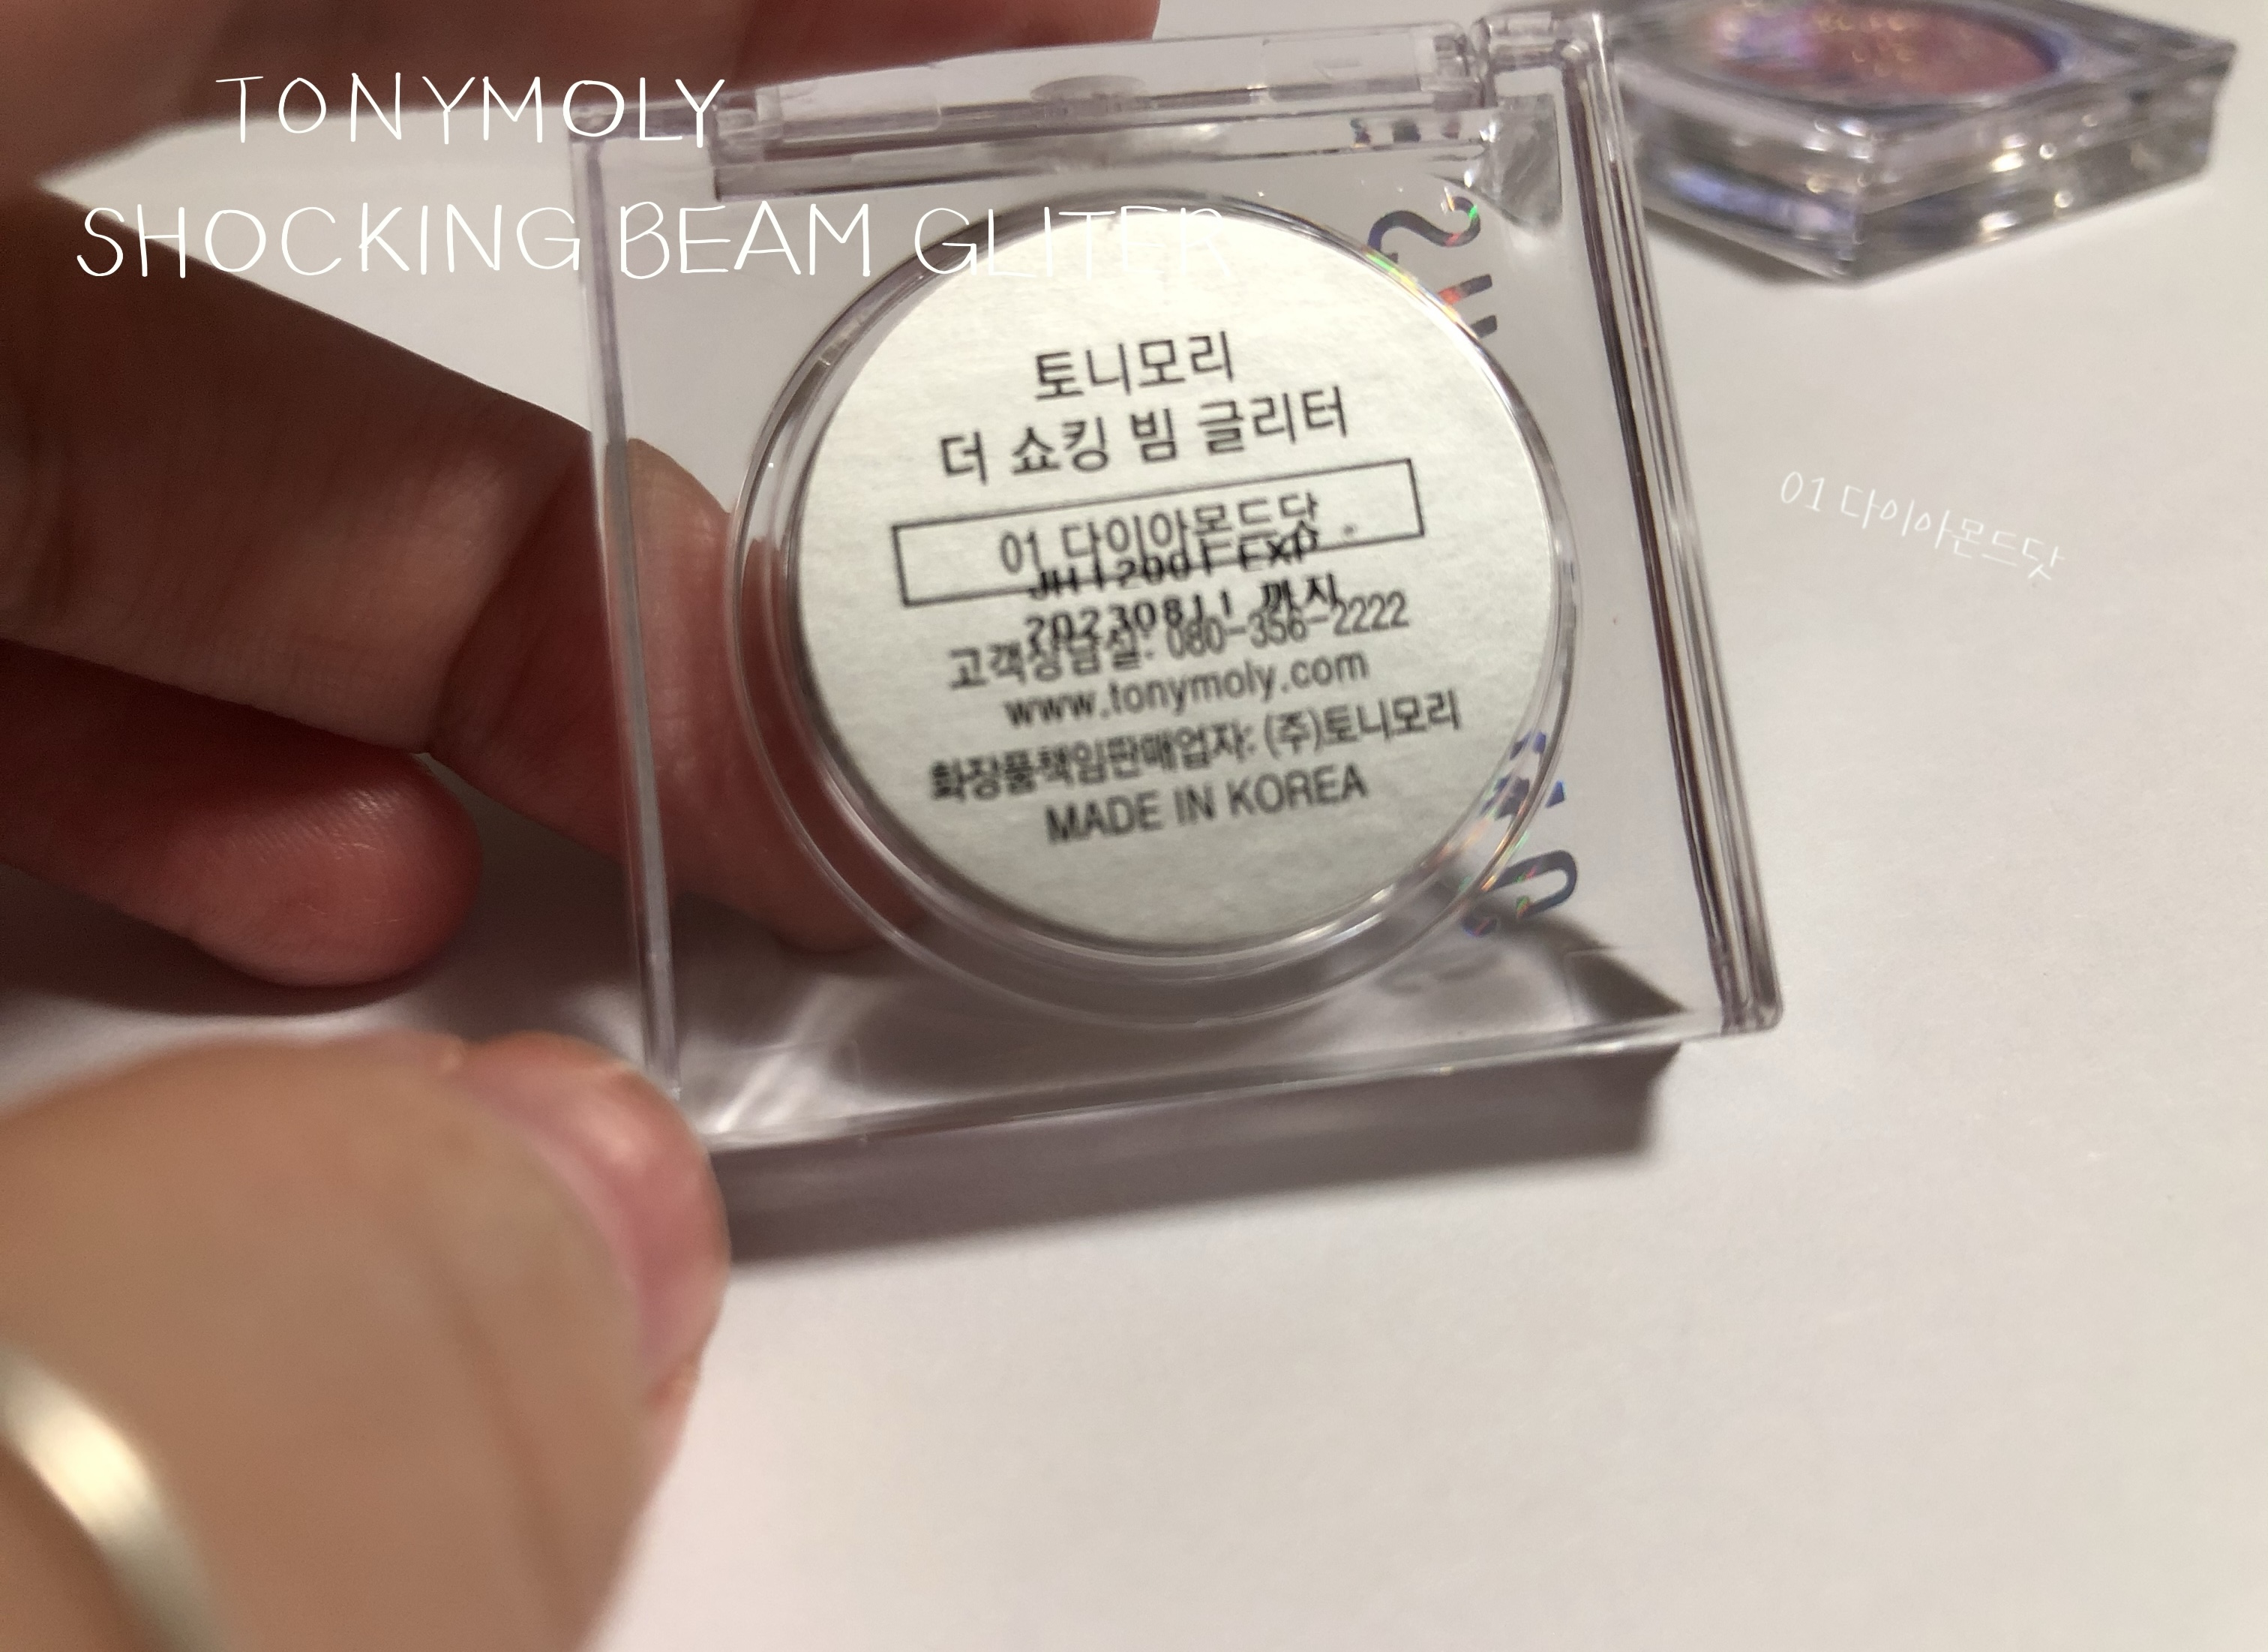 TONYMOLY
SHOCKING BEAM GLITER
토니모리
더 쇼킹 빔 글리터
01 다이아몬드닷
JH12001 EXP
20230811 까지
고객상담실: 080-356-2222
www.tonymoly.com
화장품책임판매업자: (주)토니모리
MADE IN KOREA
01 다이아몬드닷